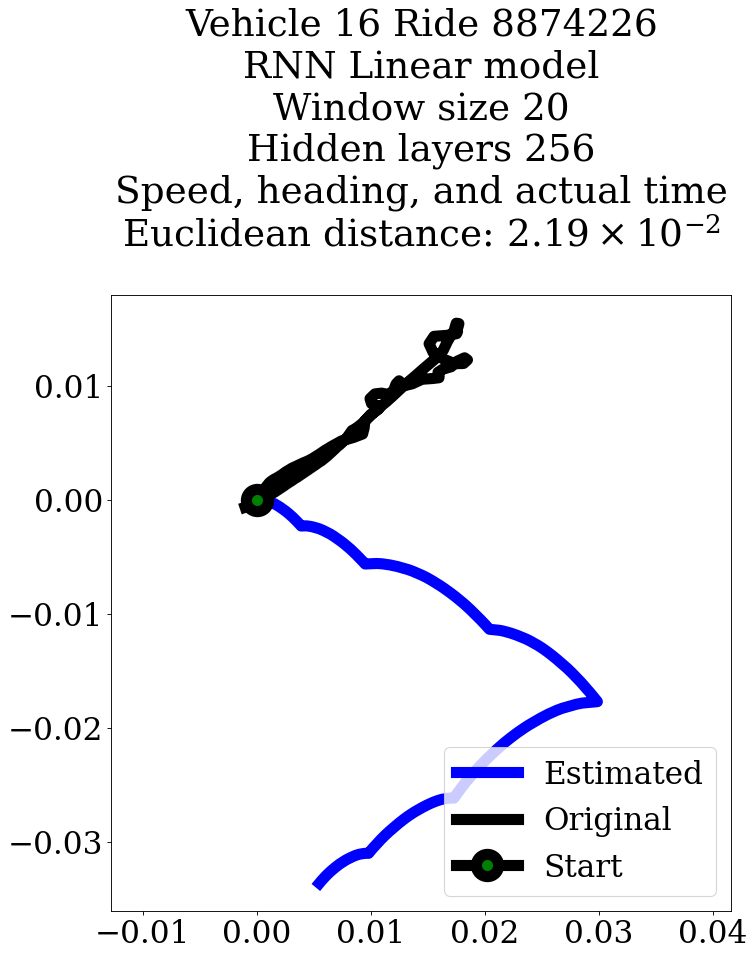 Vehicle 16 Ride 8874226
RNN Linear model
Window size 20
Hidden layers 256
Speed, heading, and actual time
Euclidean distance: 2.19 × 10⁻²
0.01
0.00
−0.01
−0.02
−0.03
Estimated
Original
Start
−0.01 0.00 0.01 0.02 0.03 0.04